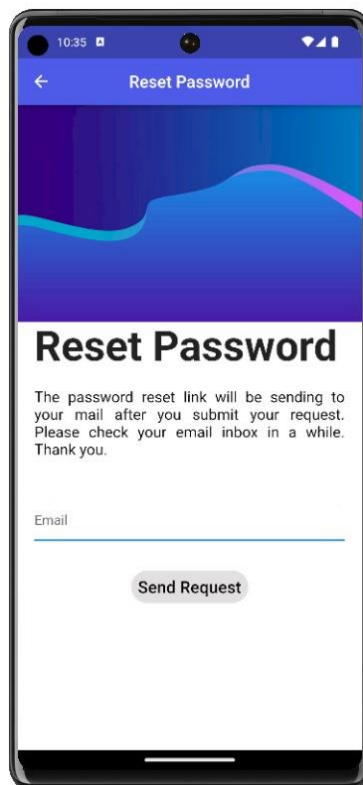 10:35
Reset Password
Reset Password
The password reset link will be sending to
your mail after you submit your request.
Please check your email inbox in a while.
Thank you.
Email
Send Request